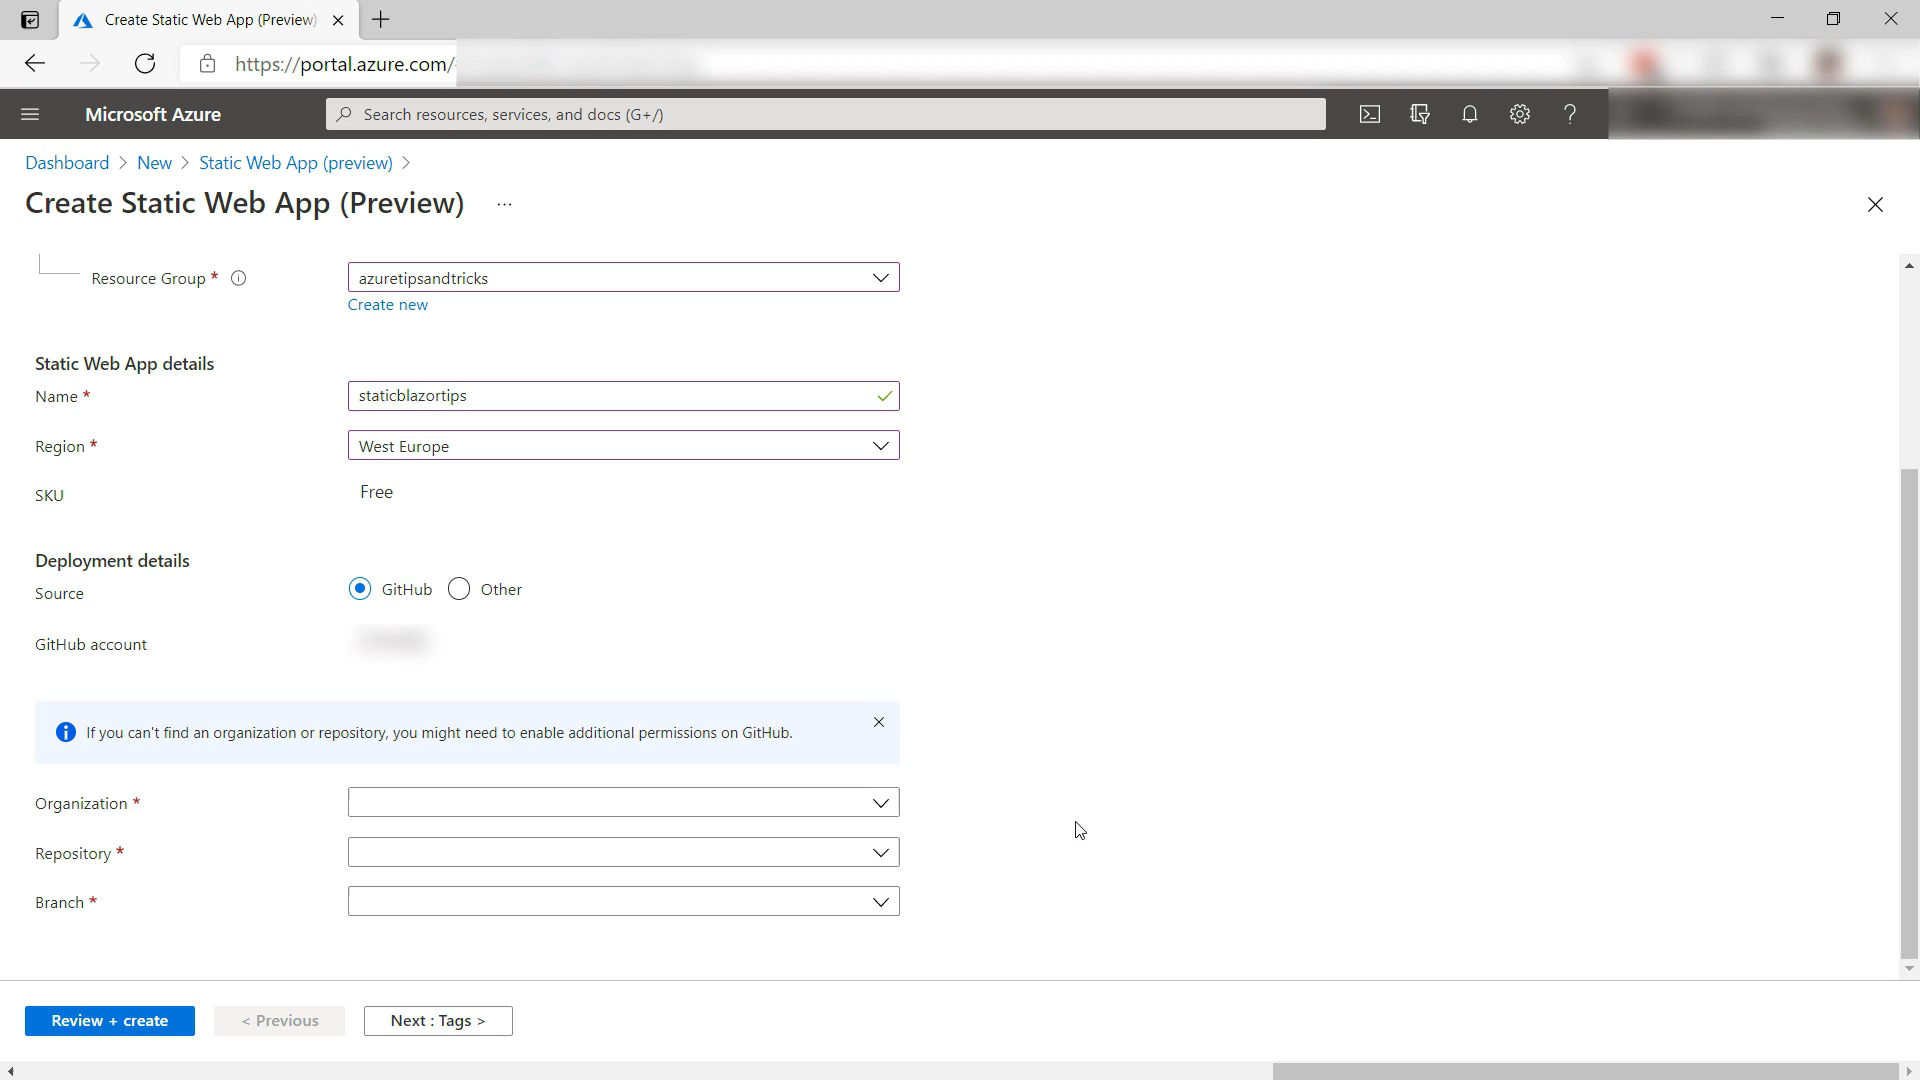 Create Static Web App (Preview)
https://portal.azure.com/
Microsoft Azure
Search resources, services, and docs (G+/)
Dashboard > New > Static Web App (preview) >
Create Static Web App (Preview) ...
Resource Group *
azuretipsandtricks
Create new
Static Web App details
Name *
staticblazortips
Region *
West Europe
SKU
Free
Deployment details
Source
GitHub
Other
GitHub account
If you can't find an organization or repository, you might need to enable additional permissions on GitHub.
Organization *
Repository *
Branch *
Review + create
< Previous
Next : Tags >